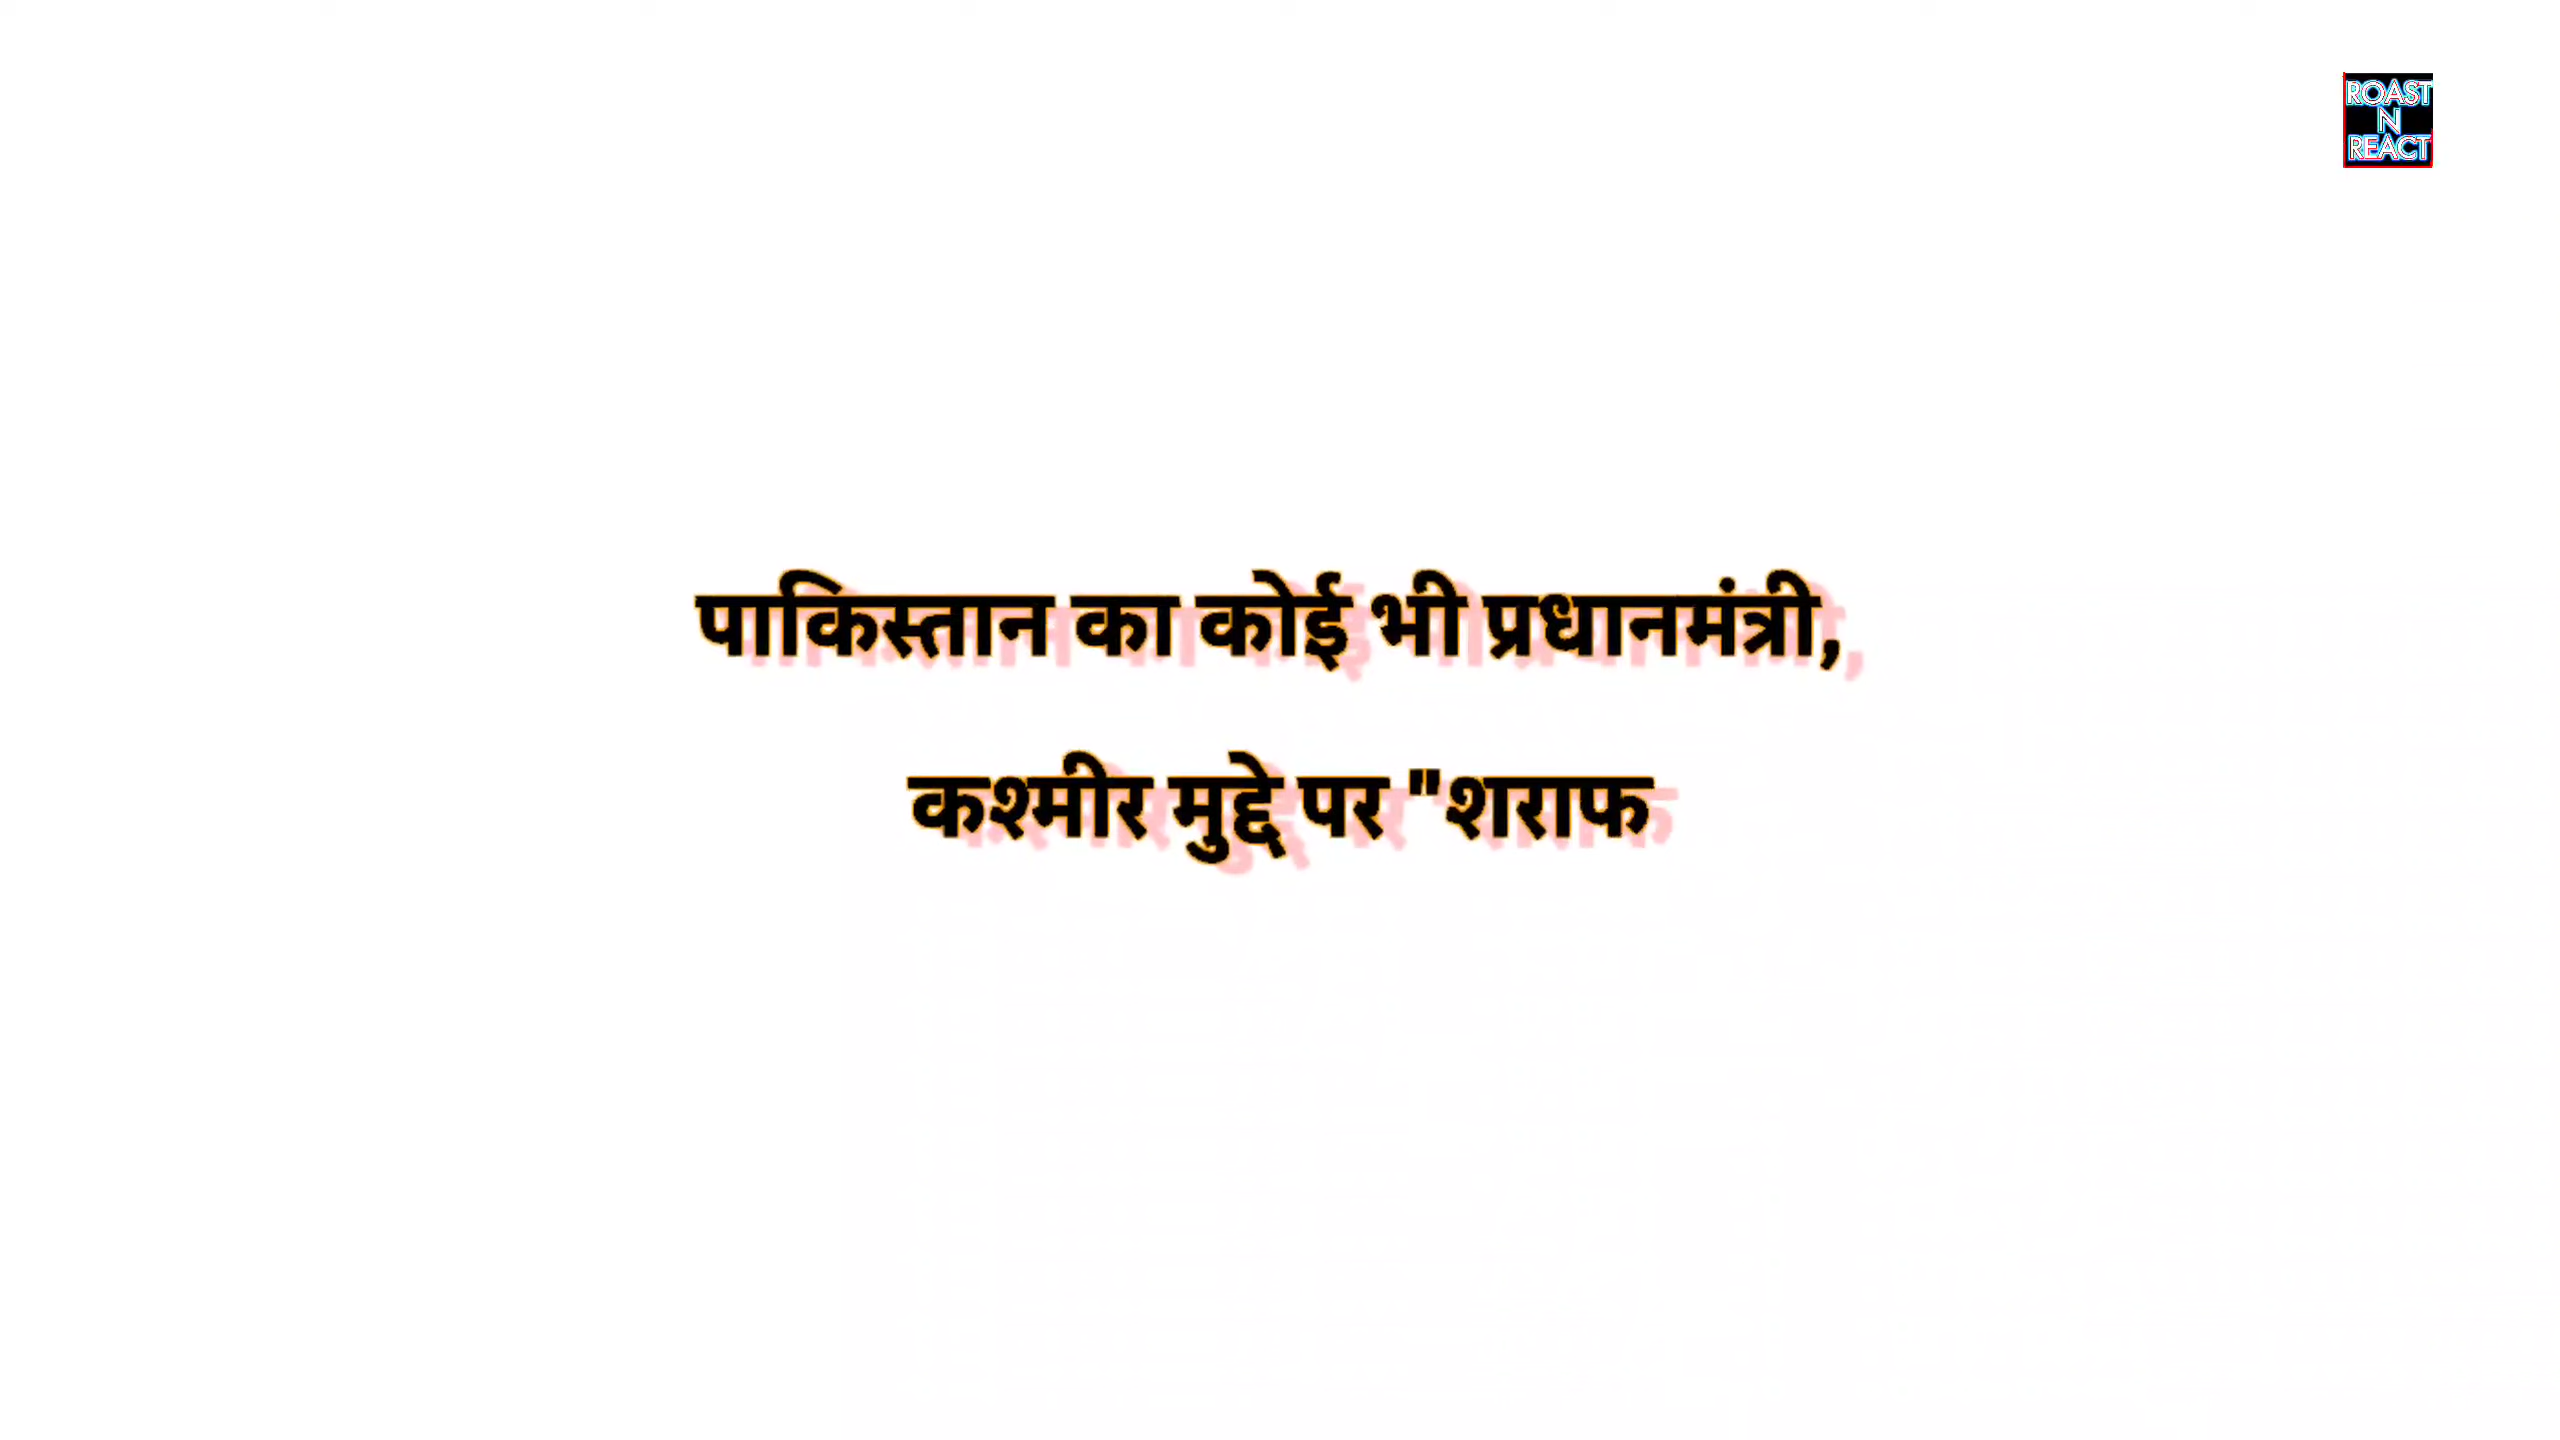 ROAST
N
REACT
पाकिस्तान का कोई भी प्रधानमंत्री,
कश्मीर मुद्दे पर "शराफ